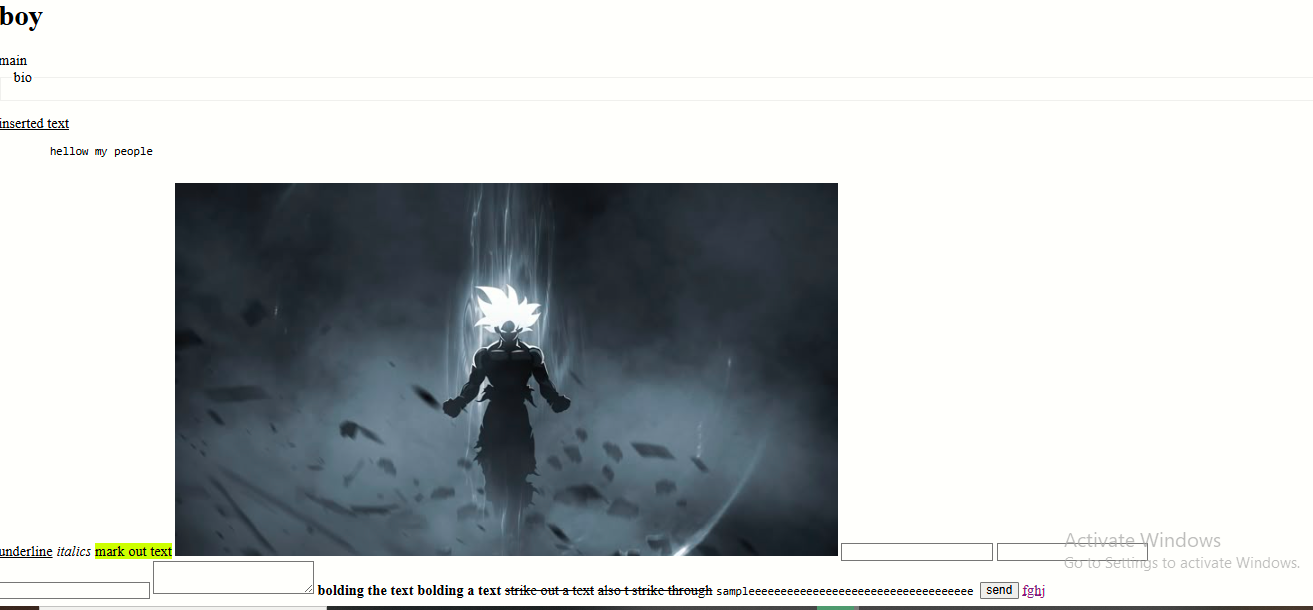 boy
main
bio
inserted text
hellow my people
underline italics mark out text
Activate Windows
Go to Settings to activate Windows.
bolding the text bolding a text strike out a text also t strike through sampleeeeeeeeeeeeeeeeeeeeeeeeeeeeeeeeeee send fghj